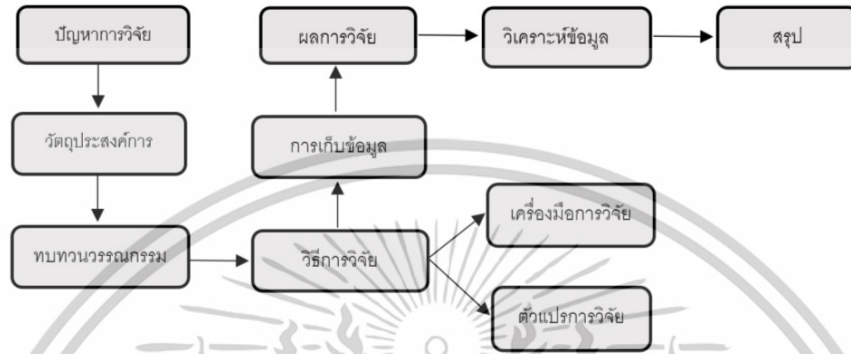 ปัญหาการวิจัย
วัตถุประสงค์การ
ทบทวนวรรณกรรม
วิธีการวิจัย
เครื่องมือการวิจัย
ตัวแปรการวิจัย
การเก็บข้อมูล
ผลการวิจัย
วิเคราะห์ข้อมูล
สรุป